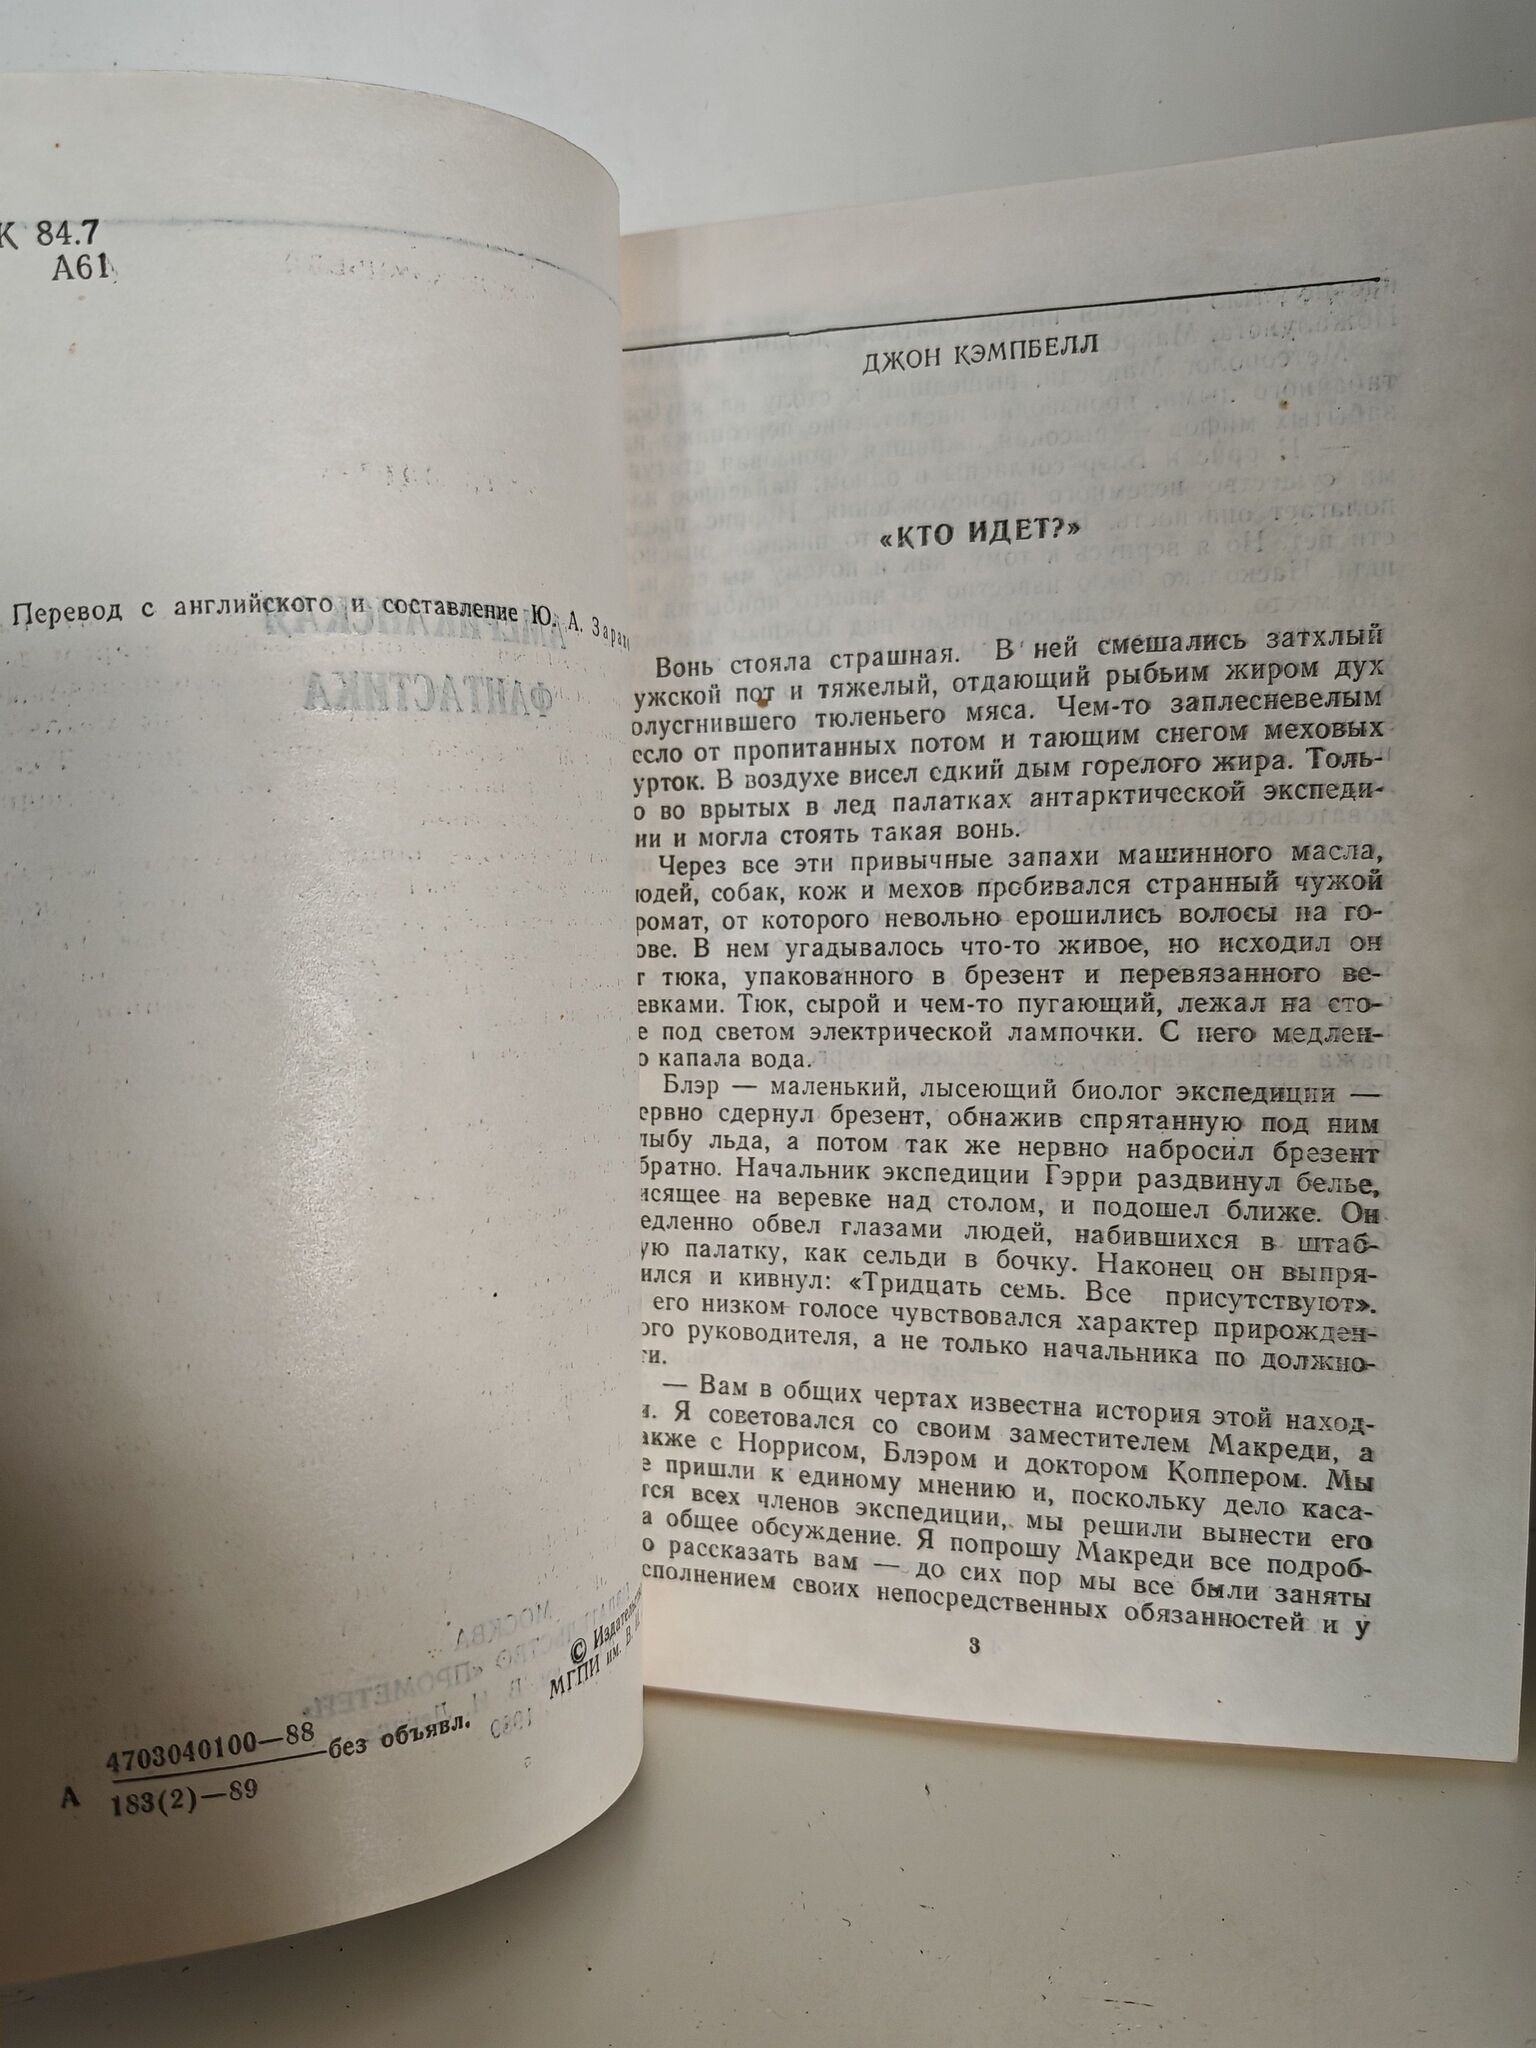 К 84.7
А61
Перевод с английского и составление Ю. А. Зарах
© Издательство
МГПИ им. В. И.
4703040100—88
А ——— без объявл.
183(2)—89
ДЖОН КЭМПБЕЛЛ
«КТО ИДЕТ?»
Вонь стояла страшная. В ней смешались затхлый
ужской пот и тяжелый, отдающий рыбьим жиром дух
олусгнившего тюленьего мяса. Чем-то заплесневелым
есло от пропитанных потом и тающим снегом меховых
урток. В воздухе висел едкий дым горелого жира. Толь-
о во врытых в лед палатках антарктической экспеди-
ии и могла стоять такая вонь.
Через все эти привычные запахи машинного масла,
юдей, собак, кож и мехов пробивался странный чужой
ромат, от которого невольно ерошились волосы на го-
ове. В нем угадывалось что-то живое, но исходил он
т тюка, упакованного в брезент и перевязанного ве-
евками. Тюк, сырой и чем-то пугающий, лежал на сто-
е под светом электрической лампочки. С него медлен-
о капала вода.
Блэр — маленький, лысеющий биолог экспедиции —
ервно сдернул брезент, обнажив спрятанную под ним
лыбу льда, а потом так же нервно набросил брезент
братно. Начальник экспедиции Гэрри раздвинул белье,
исящее на веревке над столом, и подошел ближе. Он
едленно обвел глазами людей, набившихся в штаб-
ую палатку, как сельди в бочку. Наконец он выпря-
ился и кивнул: «Тридцать семь. Все присутствуют».
его низком голосе чувствовался характер прирожден-
ого руководителя, а не только начальника по должно-
ти.
— Вам в общих чертах известна история этой наход-
и. Я советовался со своим заместителем Макреди, а
акже с Норрисом, Блэром и доктором Коппером. Мы
е пришли к единому мнению и, поскольку дело каса-
тся всех членов экспедиции, мы решили вынести его
а общее обсуждение. Я попрошу Макреди все подроб-
о рассказать вам — до сих пор мы все были заняты
сполнением своих непосредственных обязанностей и у
3